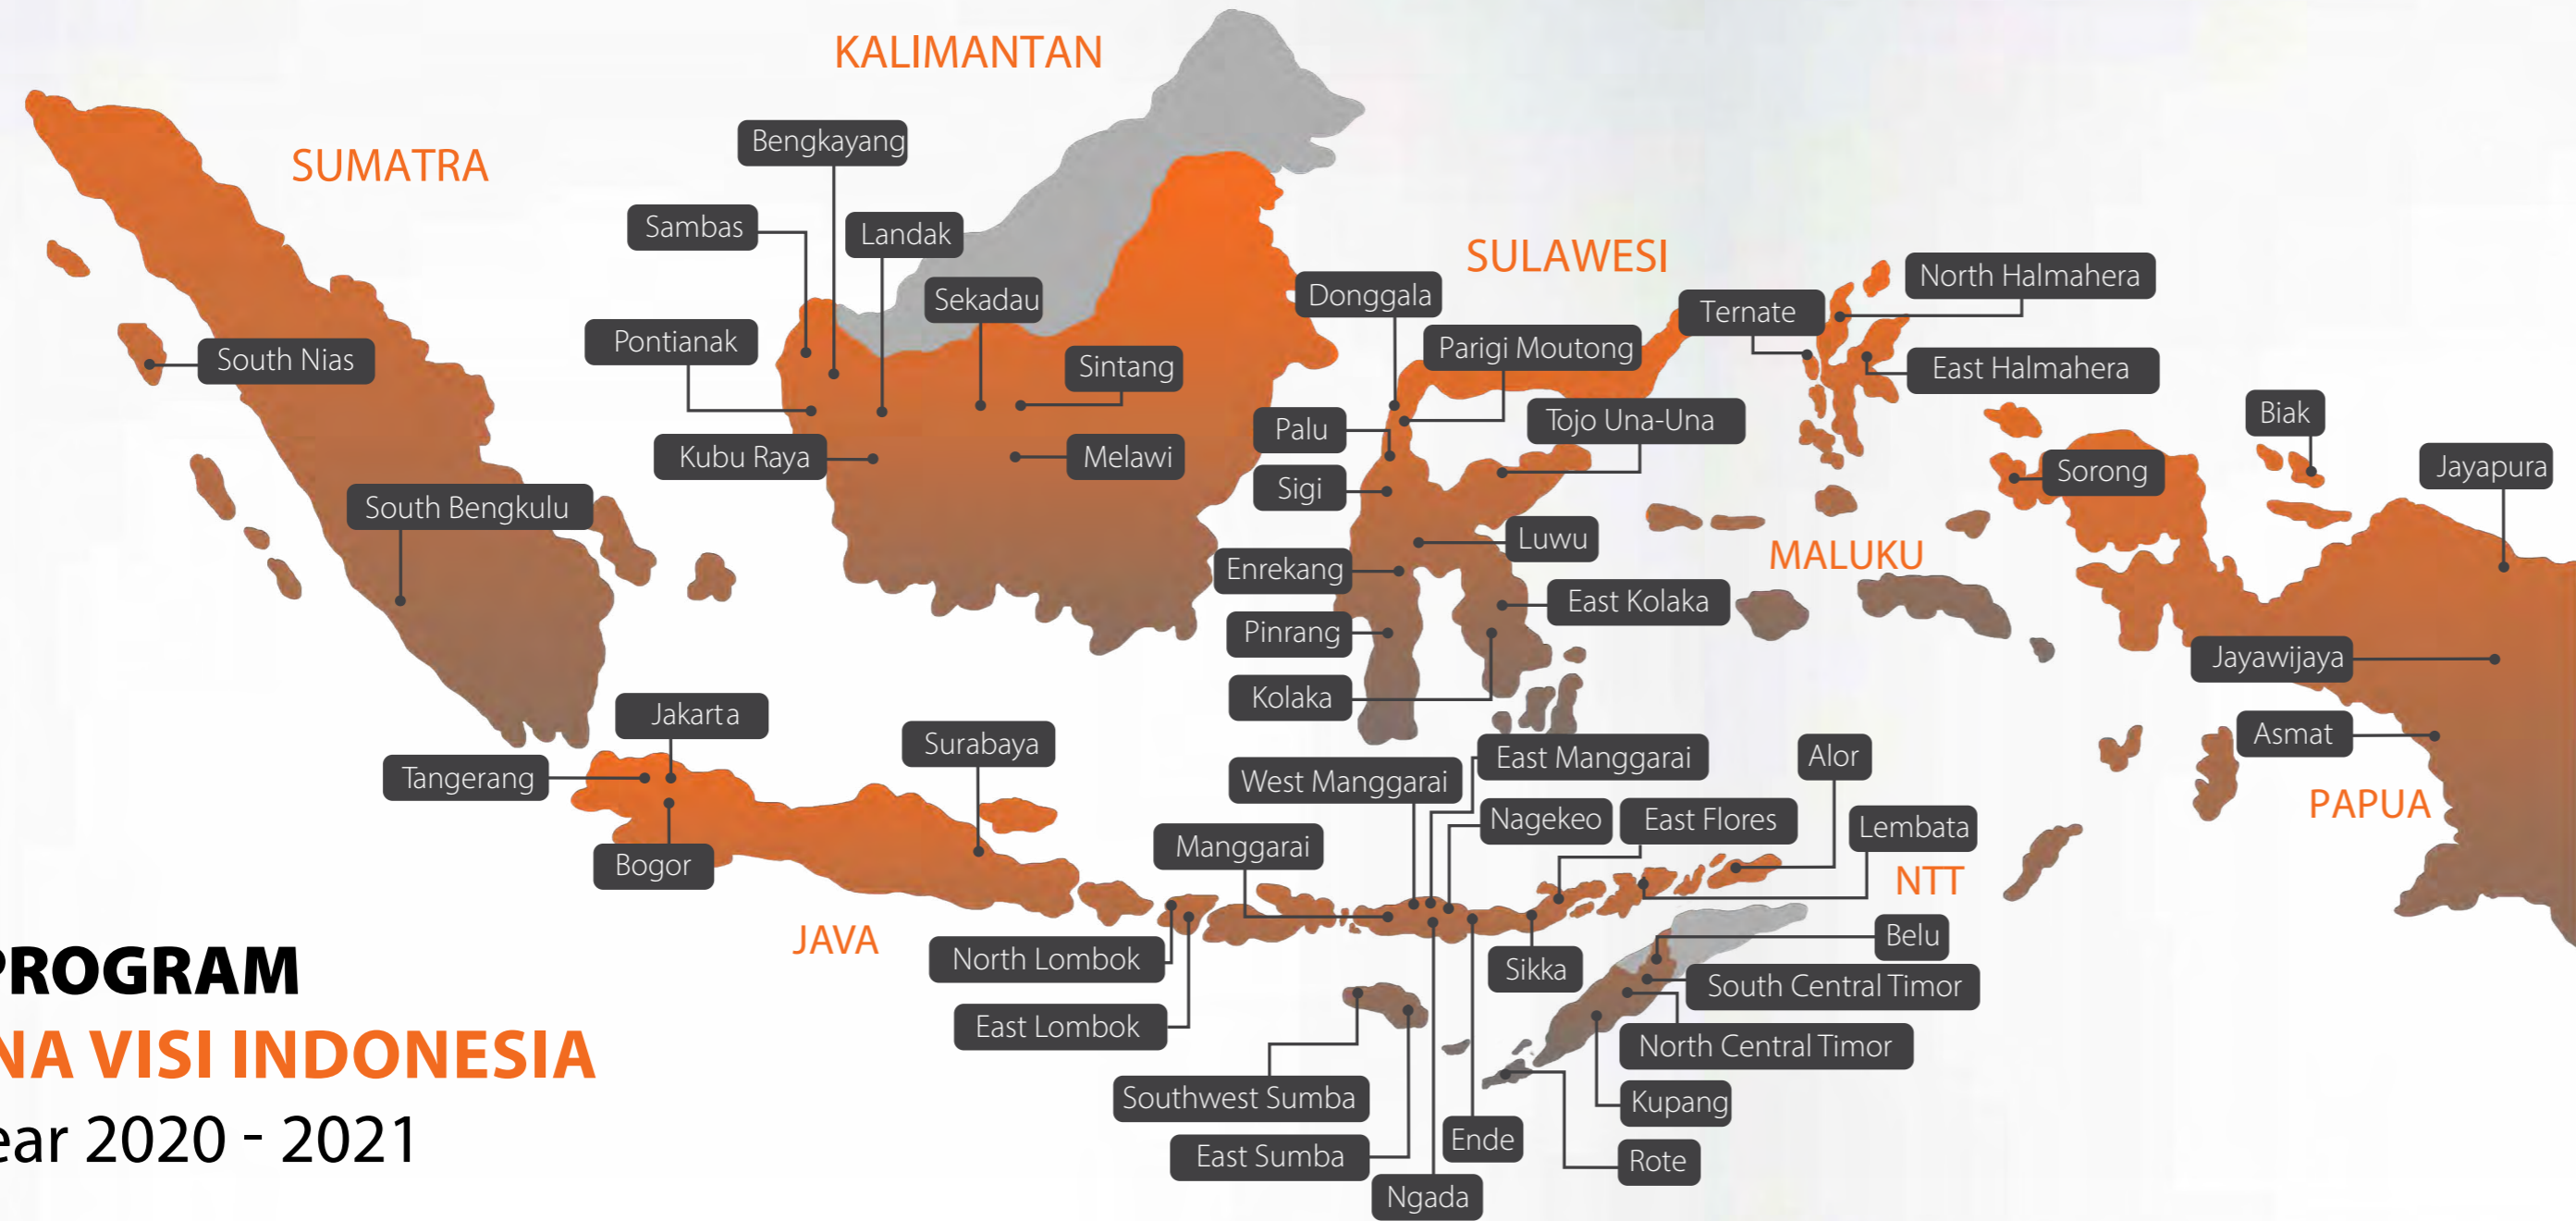 KALIMANTAN
SUMATRA
Bengkayang
Sambas
Landak
SULAWESI
Sekadau
Donggala
North Halmahera
Ternate
Pontianak
Parigi Moutong
South Nias
Sintang
East Halmahera
Biak
Tojo Una-Una
Palu
Kubu Raya
Melawi
Sorong
Jayapura
Sigi
South Bengkulu
Luwu
MALUKU
Enrekang
East Kolaka
Pinrang
Jayawijaya
Kolaka
Jakarta
Asmat
Surabaya
East Manggarai
Alor
Tangerang
West Manggarai
PAPUA
Nagekeo
East Flores
Lembata
Manggarai
Bogor
NTT
JAVA
Belu
North Lombok
Sikka
PROGRAM
South Central Timor
East Lombok
NA VISI INDONESIA
North Central Timor
Southwest Sumba
Kupang
ear 2020 - 2021
Ende
East Sumba
Rote
Ngada